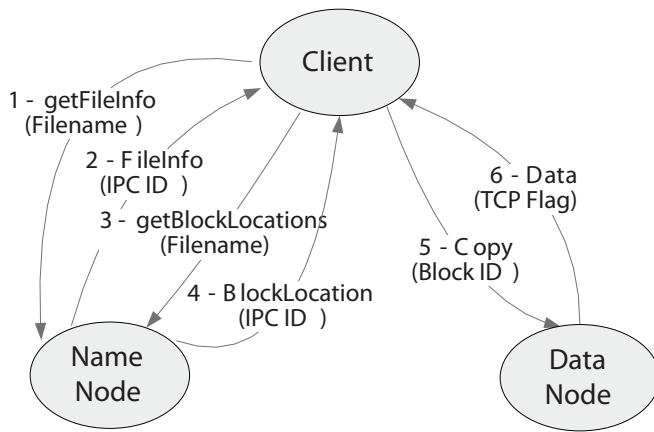 Client
1 - getFileInfo
(Filename )
2 - F ileInfo
(IPC ID )
3 - getBlockLocations
(Filename)
4 - B lockLocation
(IPC ID )
6 - Data
(TCP Flag)
5 - C opy
(Block ID )
Name
Node
Data
Node